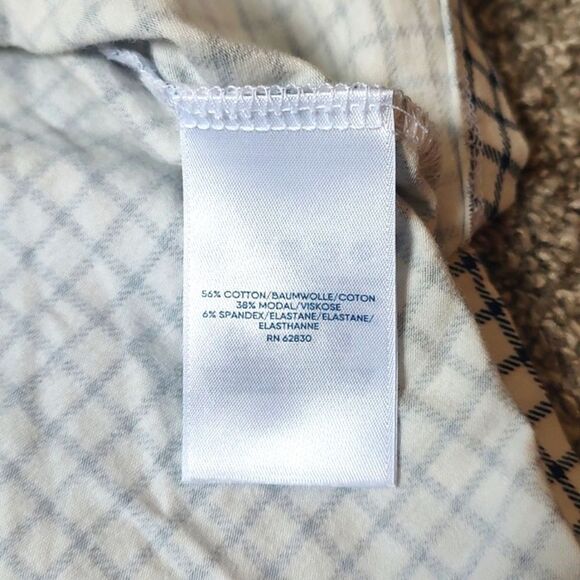 56% COTTON/BAUMWOLLE/COTON
38% MODAL/VISKOSE
6% SPANDEX/ELASTANE/ELASTANE/
ELASTHANNE
RN 62830